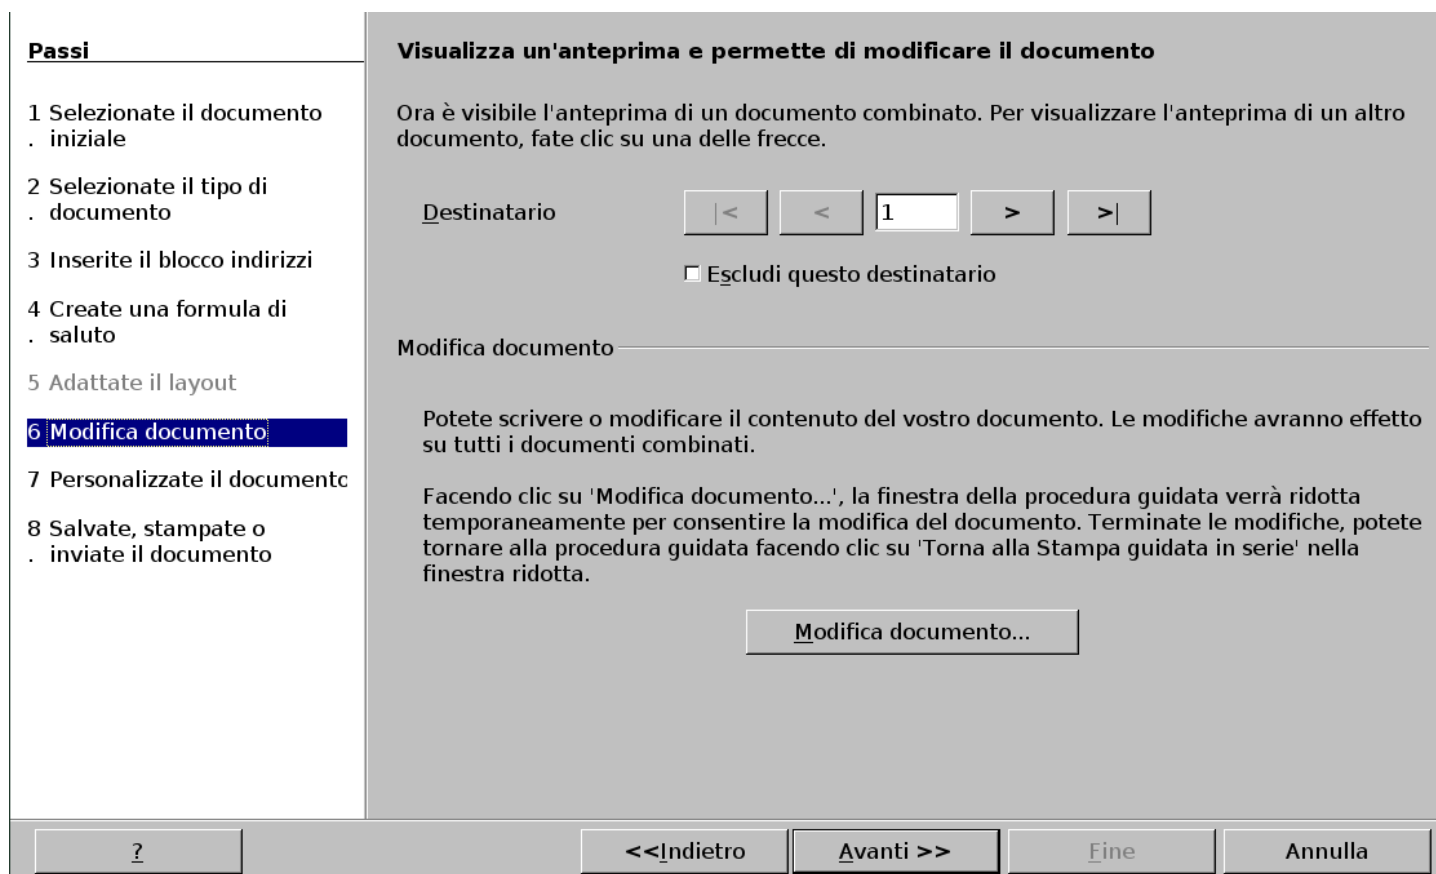 Passi
1 Selezionate il documento
. iniziale
2 Selezionate il tipo di
. documento
3 Inserite il blocco indirizzi
4 Create una formula di
. saluto
5 Adattate il layout
6 Modifica documento
7 Personalizzate il documento
8 Salvate, stampate o
. inviate il documento
Visualizza un'anteprima e permette di modificare il documento
Ora è visibile l'anteprima di un documento combinato. Per visualizzare l'anteprima di un altro
documento, fate clic su una delle frecce.
Destinatario |< < 1 > >|
Escludi questo destinatario
Modifica documento
Potete scrivere o modificare il contenuto del vostro documento. Le modifiche avranno effetto
su tutti i documenti combinati.
Facendo clic su 'Modifica documento...', la finestra della procedura guidata verrà ridotta
temporaneamente per consentire la modifica del documento. Terminate le modifiche, potete
tornare alla procedura guidata facendo clic su 'Torna alla Stampa guidata in serie' nella
finestra ridotta.
Modifica documento...
? <<Indietro Avanti >> Fine Annulla